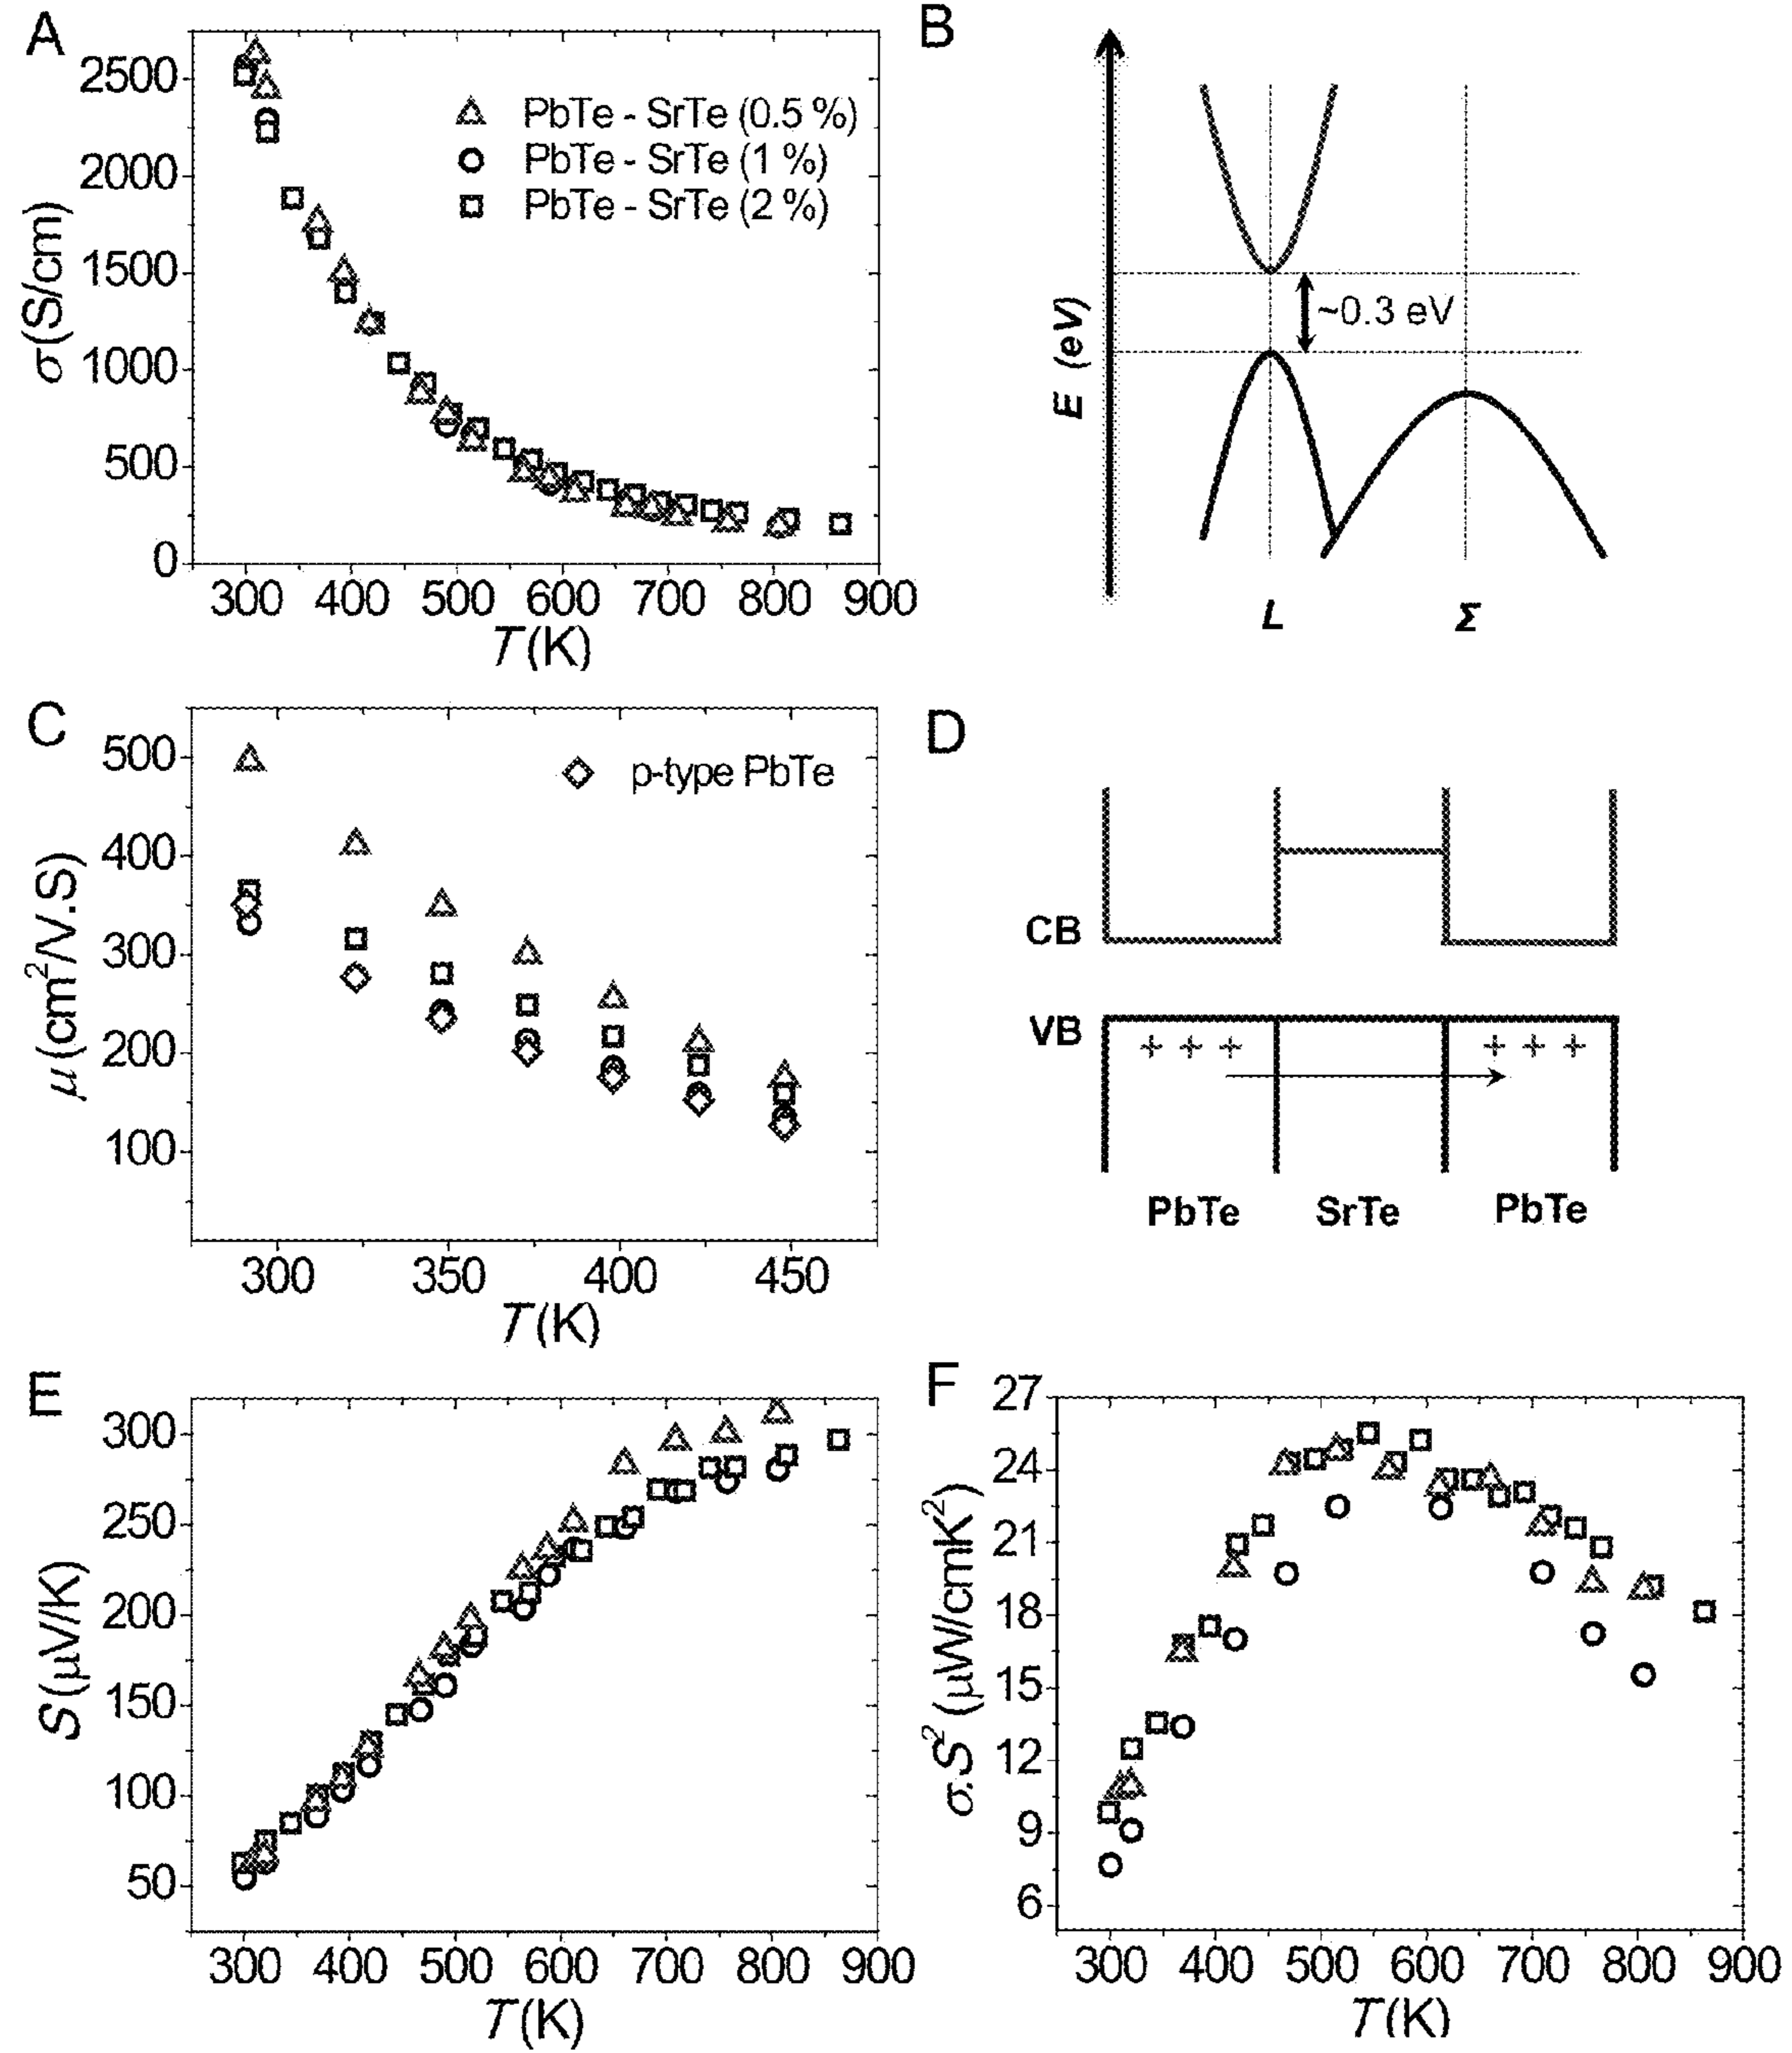 A
2500
2000
1500
1000
500
0
σ(S/cm)
PbTe - SrTe (0.5 %)
PbTe - SrTe (1 %)
PbTe - SrTe (2 %)
300 400 500 600 700 800 900
T(K)
B
E (eV)
~0.3 eV
L Σ
C
500
400
300
200
100
μ(cm²/V.S)
p-type PbTe
300 350 400 450
T(K)
D
CB
VB
+ + + + + +
PbTe SrTe PbTe
E
300
250
200
150
100
50
S(μV/K)
300 400 500 600 700 800 900
T(K)
F
27
24
21
18
15
12
9
6
σ.S² (μW/cmK²)
300 400 500 600 700 800 900
T(K)